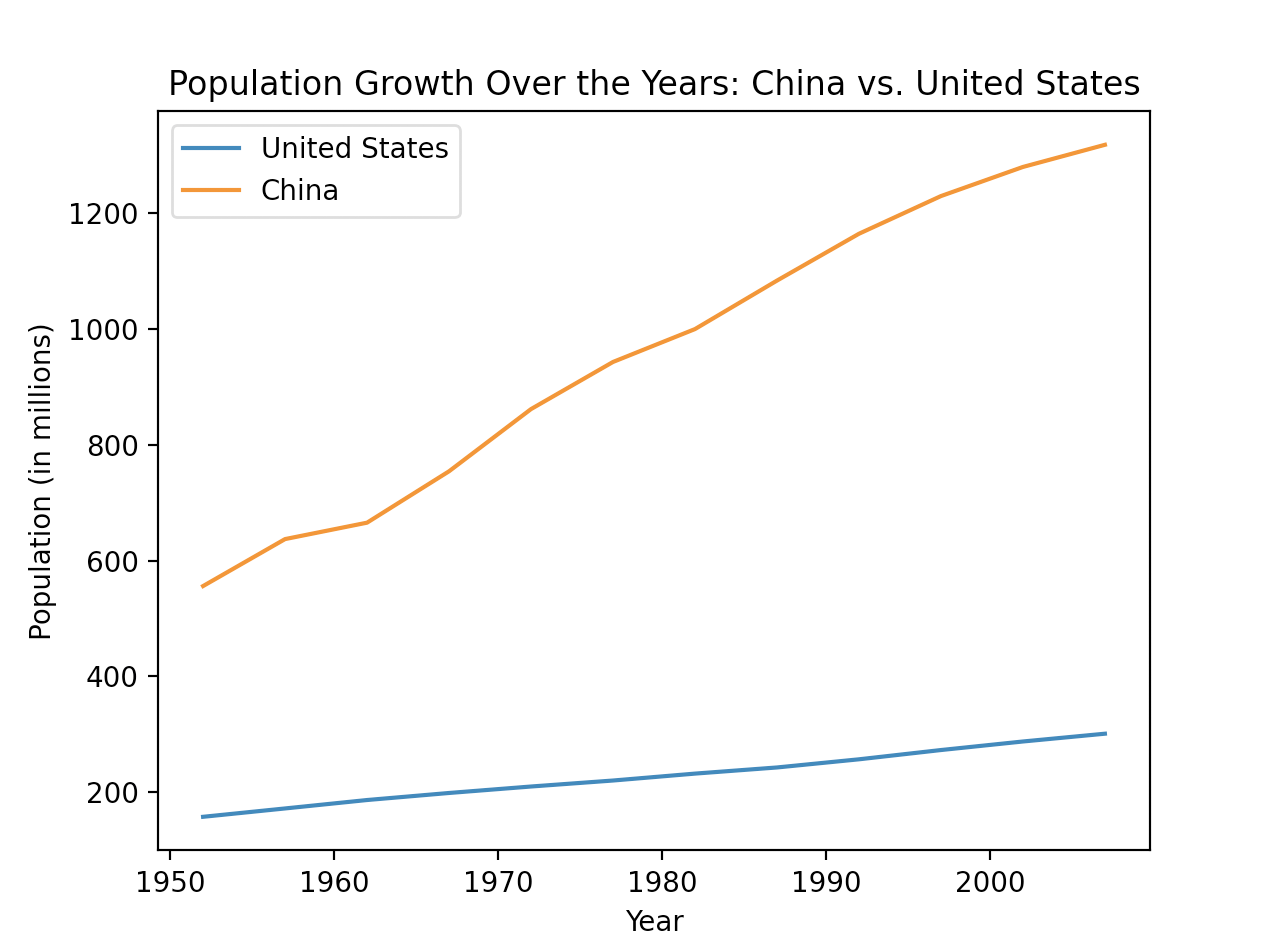 Population Growth Over the Years: China vs. United States
United States
China
1200
1000
800
600
400
200
Population (in millions)
1950 1960 1970 1980 1990 2000
Year